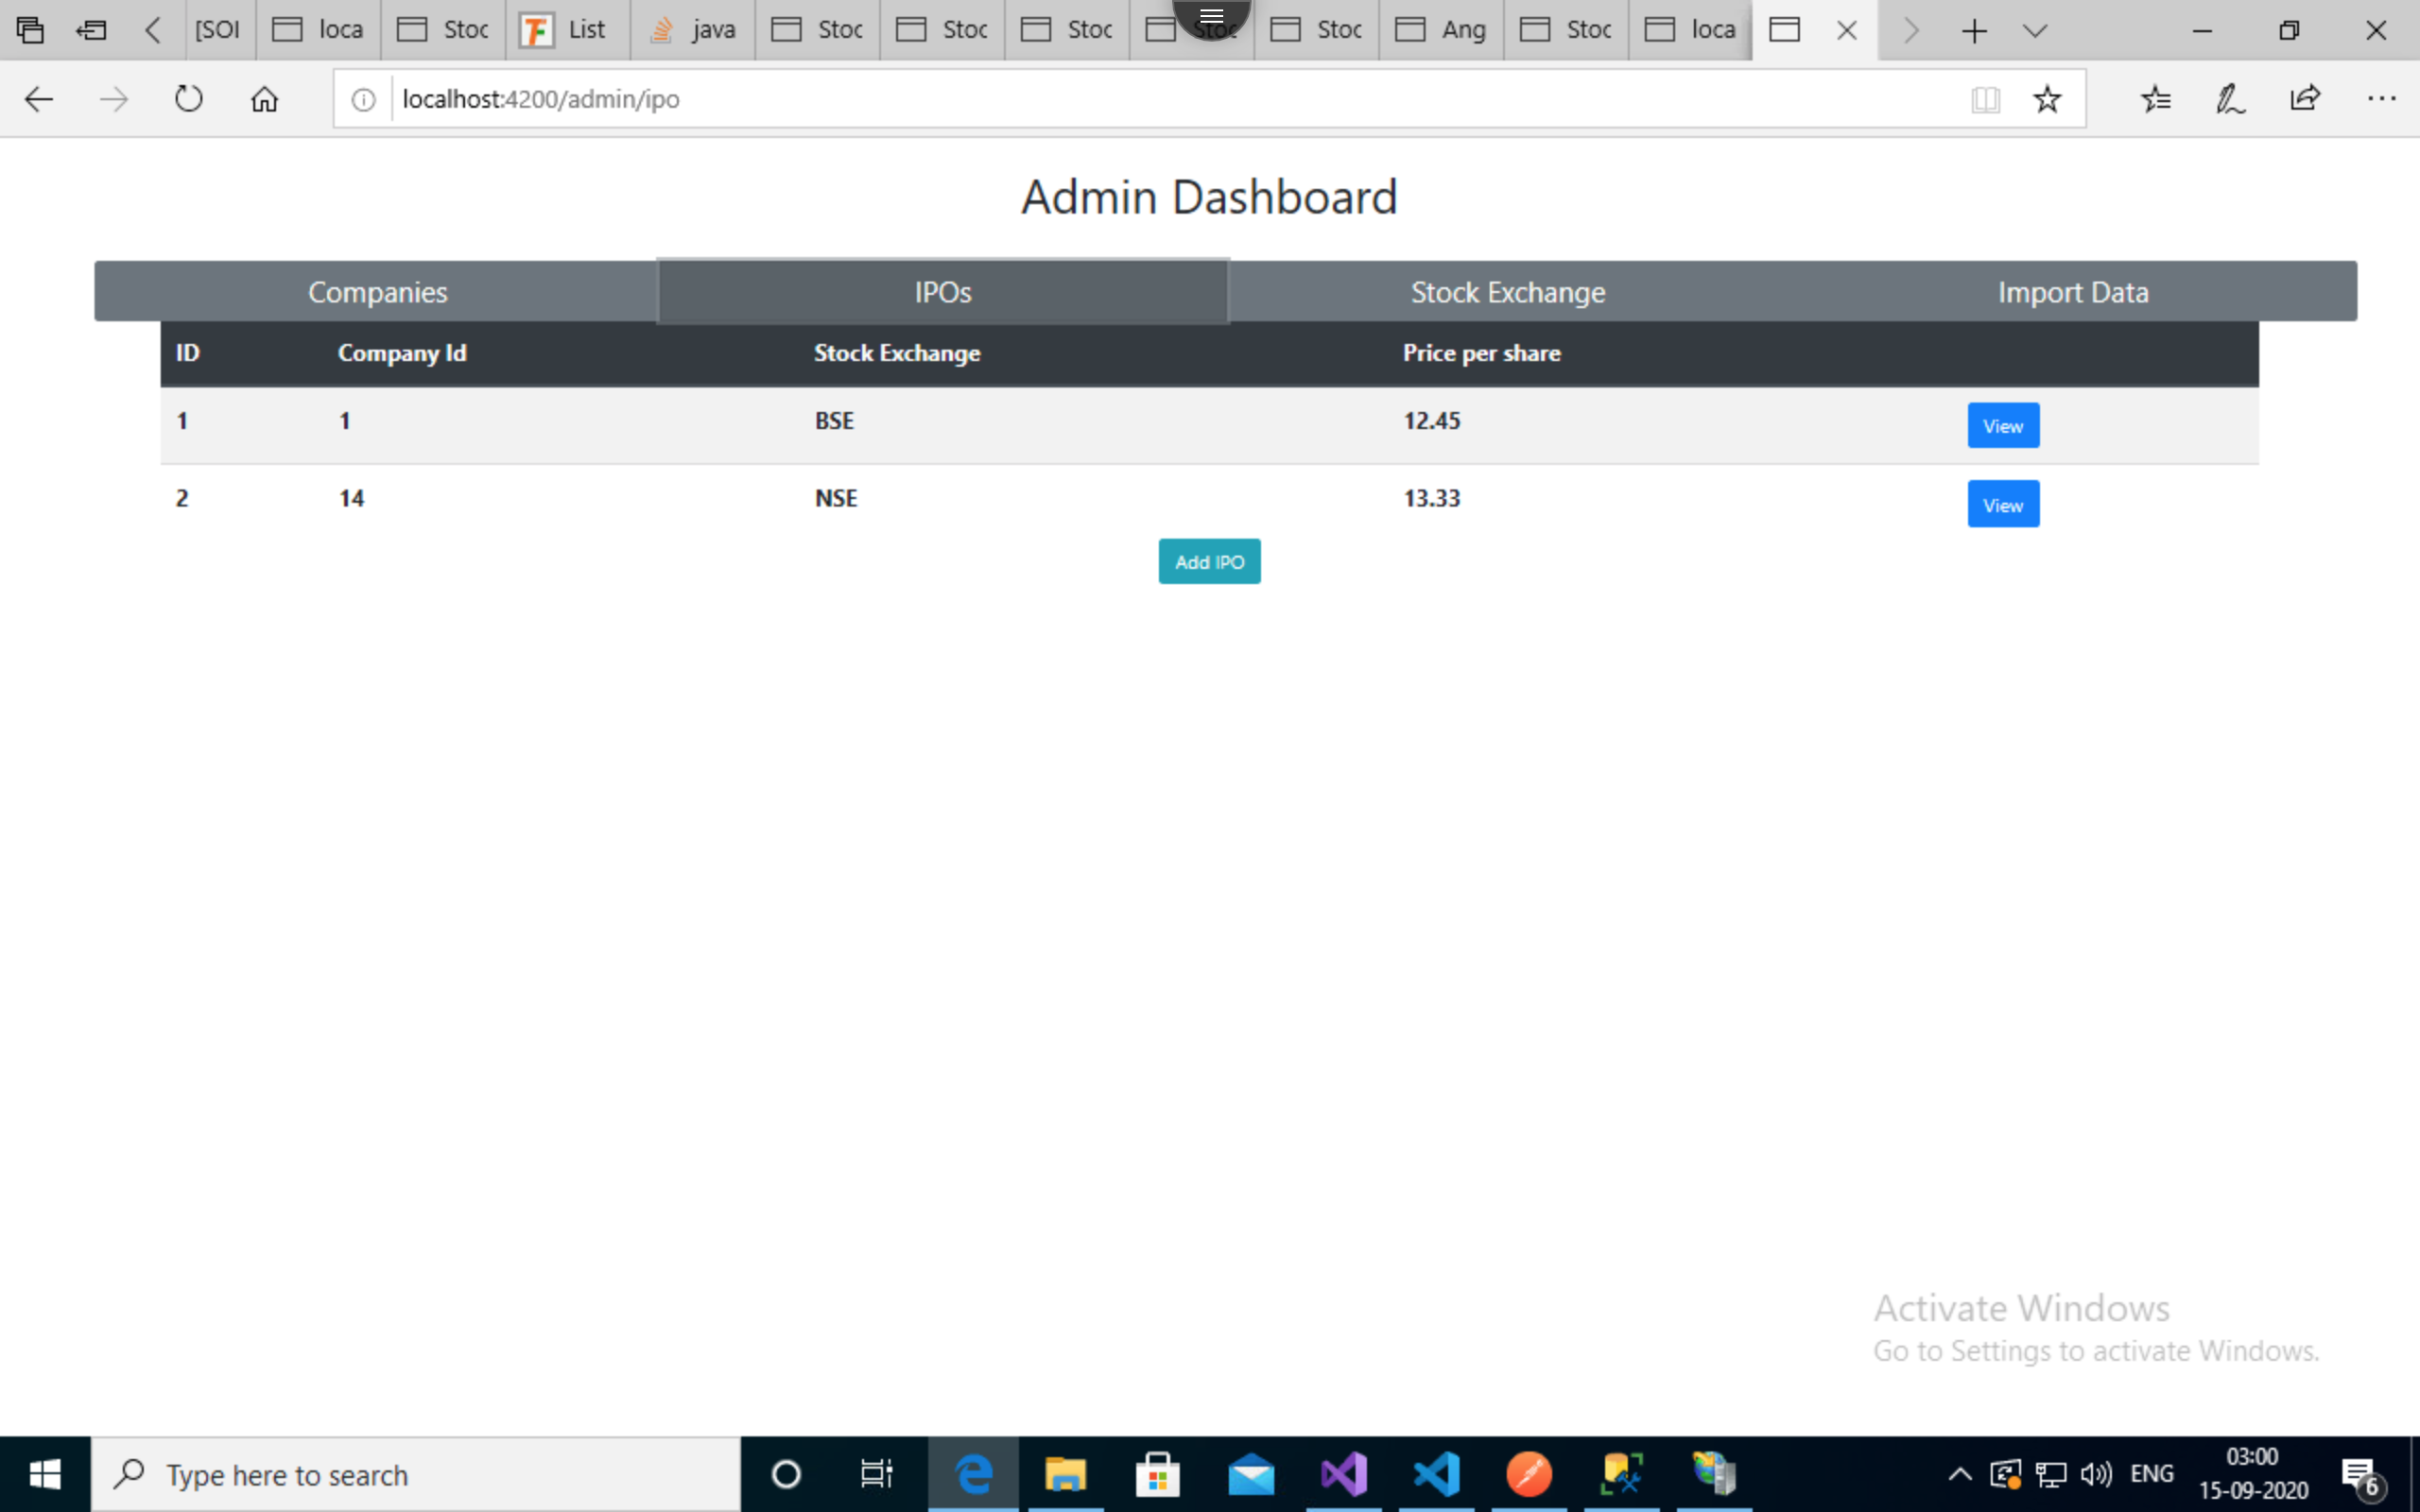 [SOI loca Stoc List java Stoc Stoc Stoc Stoc Stoc Ang Stoc loca
localhost:4200/admin/ipo
Admin Dashboard
Companies IPOs Stock Exchange Import Data
ID Company Id Stock Exchange Price per share
1 1 BSE 12.45 View
2 14 NSE 13.33 View
Add IPO
Activate Windows
Go to Settings to activate Windows.
Type here to search
ENG
03:00
15-09-2020
6